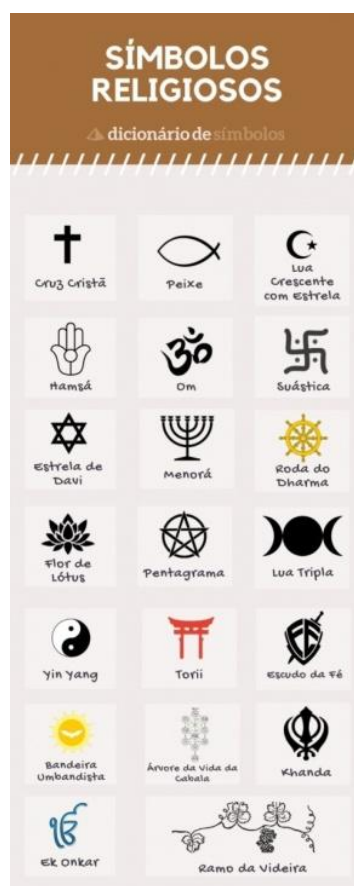 SÍMBOLOS
RELIGIOSOS
dicionário de símbolos
Cruz Cristã
Peixe
Lua
Crescente
com Estrela
Hamsá
Om
Suástica
Estrela de
Davi
Menorá
Roda do
Dharma
Flor de
Lótus
Pentagrama
Lua Tripla
Yin Yang
Torii
FÉ
Escudo da Fé
Bandeira
Umbandista
Árvore da Vida da
Cabala
Khanda
Ek Onkar
Ramo da Videira